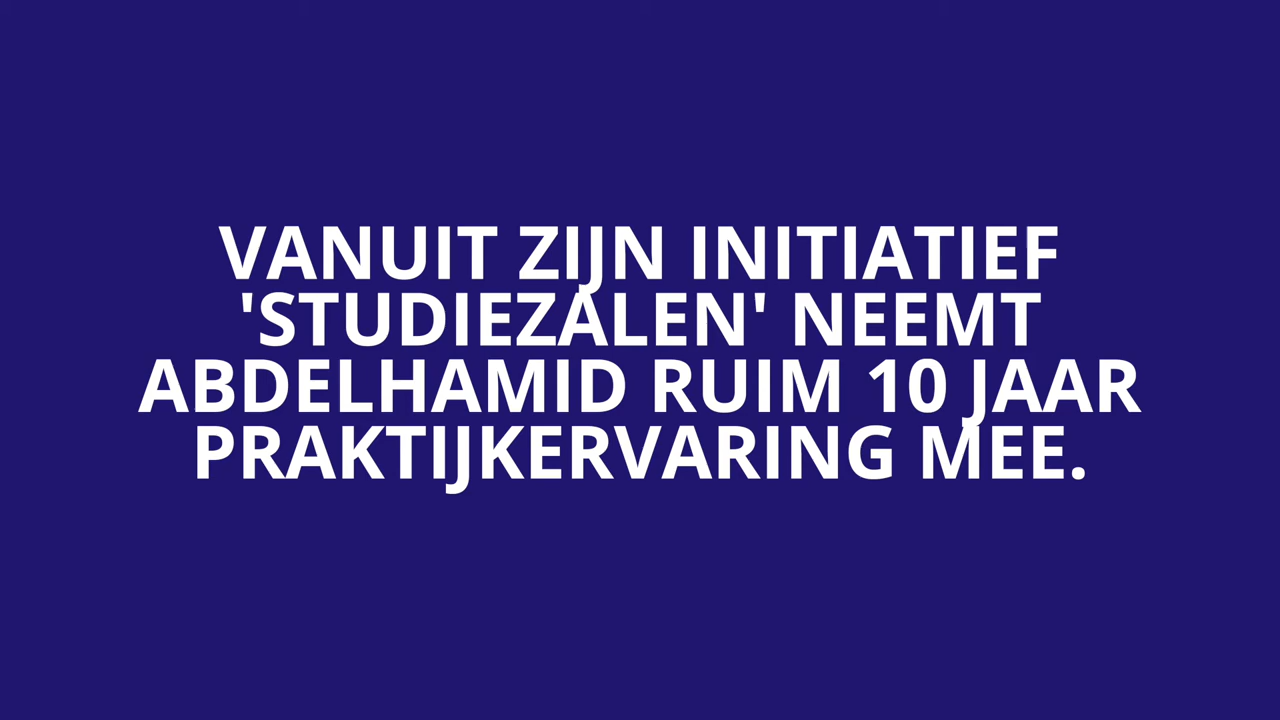 VANUIT ZIJN INITIATIEF
'STUDIEZALEN' NEEMT
ABDELHAMID RUIM 10 JAAR
PRAKTIJKERVARING MEE.